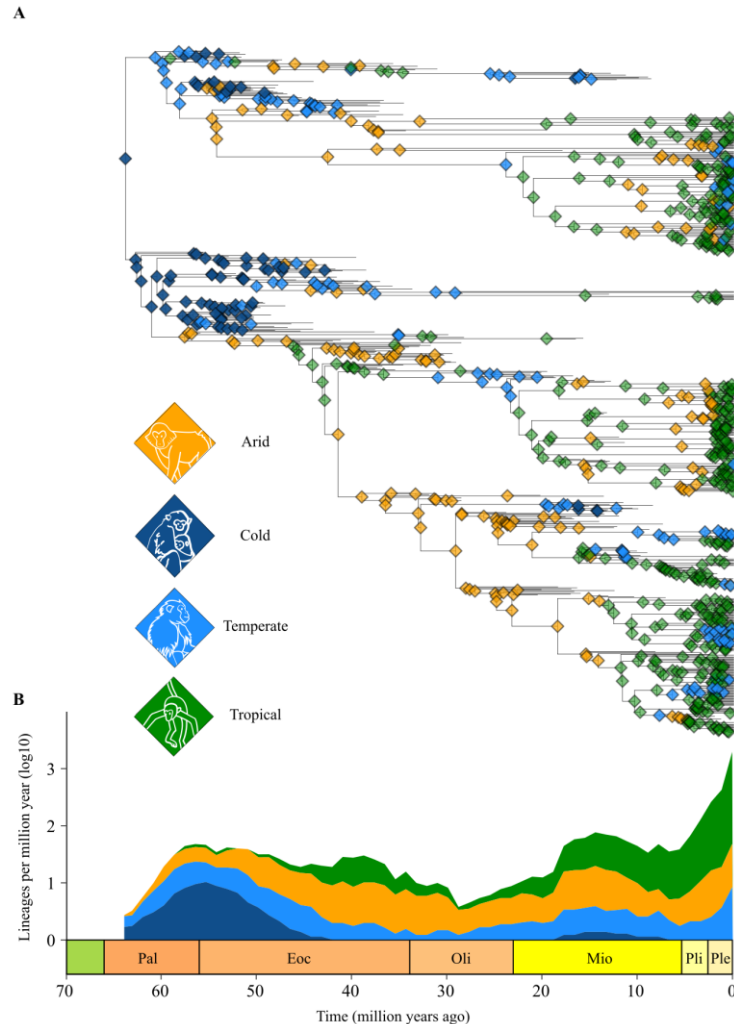 A
Arid
Cold
Temperate
Tropical
B
Lineages per million year (log10)
3
2
1
0
Pal
Eoc
Oli
Mio
Pli
Ple
70
60
50
40
30
20
10
0
Time (million years ago)